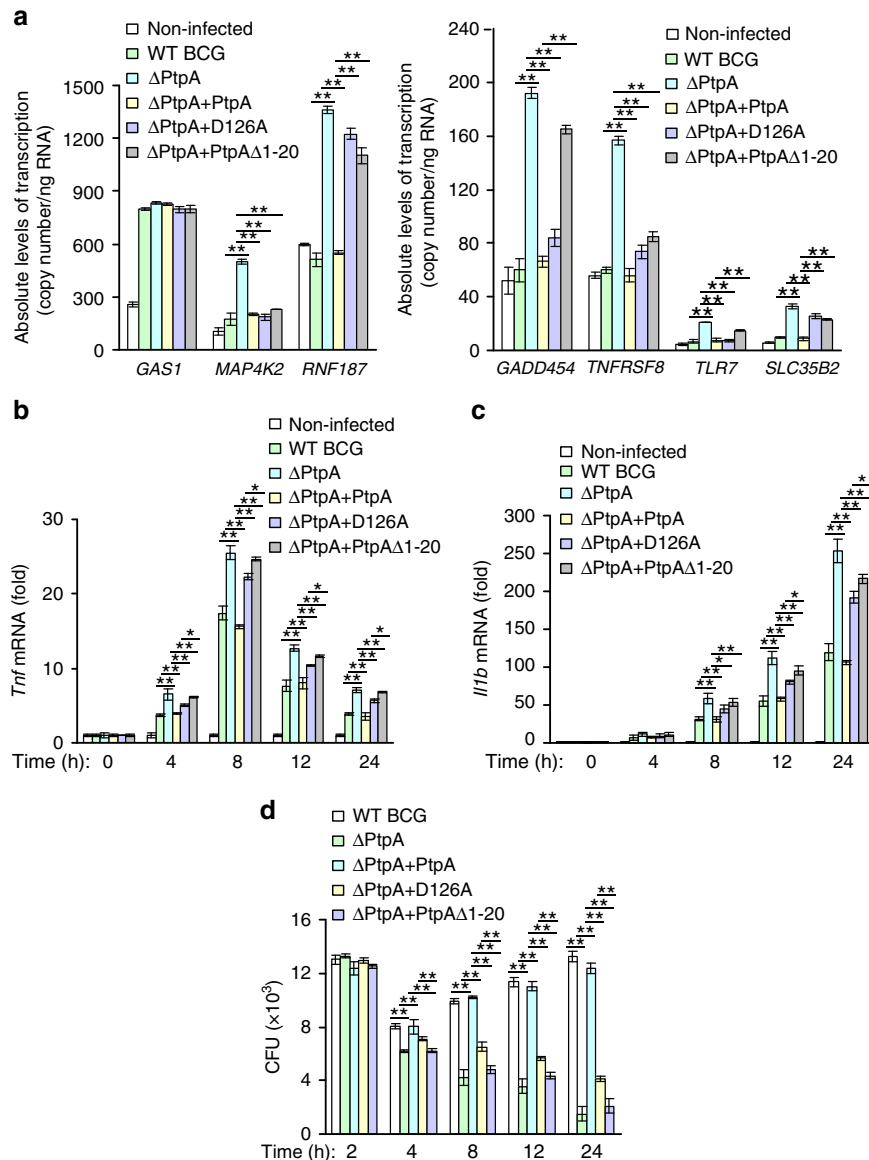 a
Non-infected
WT BCG
ΔPtpA
ΔPtpA+PtpA
ΔPtpA+D126A
ΔPtpA+PtpAΔ1-20
Absolute levels of transcription
(copy number/ng RNA)
1500
1200
900
600
300
0
** ** ** **
** ** ** **
GAS1 MAP4K2 RNF187
Non-infected
WT BCG
ΔPtpA
ΔPtpA+PtpA
ΔPtpA+D126A
ΔPtpA+PtpAΔ1-20
Absolute levels of transcription
(copy number/ng RNA)
240
200
160
120
80
40
0
** ** ** **
** ** ** **
** ** ** **
** ** ** **
GADD454 TNFRSF8 TLR7 SLC35B2
b
Non-infected
WT BCG
ΔPtpA
ΔPtpA+PtpA
ΔPtpA+D126A
ΔPtpA+PtpAΔ1-20
Tnf mRNA (fold)
30
20
10
0
** ** ** *
** ** ** *
** ** ** *
** ** ** *
Time (h): 0 4 8 12 24
c
Non-infected
WT BCG
ΔPtpA
ΔPtpA+PtpA
ΔPtpA+D126A
ΔPtpA+PtpAΔ1-20
Il1b mRNA (fold)
300
250
200
150
100
50
0
** ** * **
** ** ** *
** ** ** *
Time (h): 0 4 8 12 24
d
WT BCG
ΔPtpA
ΔPtpA+PtpA
ΔPtpA+D126A
ΔPtpA+PtpAΔ1-20
CFU (×10³)
16
12
8
4
0
** ** ** **
** ** ** ** **
** ** ** ** **
** ** ** ** **
Time (h): 2 4 8 12 24